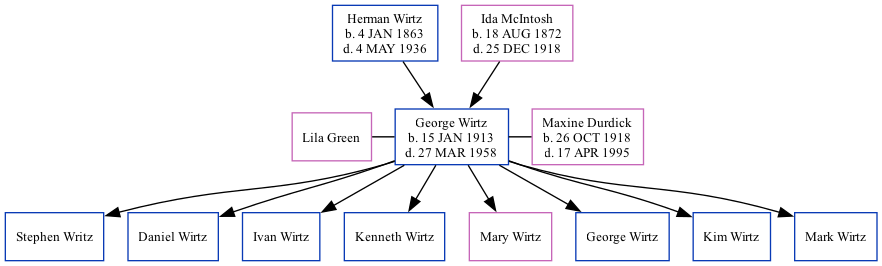 Herman Wirtz
b. 4 JAN 1863
d. 4 MAY 1936
Ida McIntosh
b. 18 AUG 1872
d. 25 DEC 1918
Lila Green
George Wirtz
b. 15 JAN 1913
d. 27 MAR 1958
Maxine Durdick
b. 26 OCT 1918
d. 17 APR 1995
Stephen Writz
Daniel Wirtz
Ivan Wirtz
Kenneth Wirtz
Mary Wirtz
George Wirtz
Kim Wirtz
Mark Wirtz